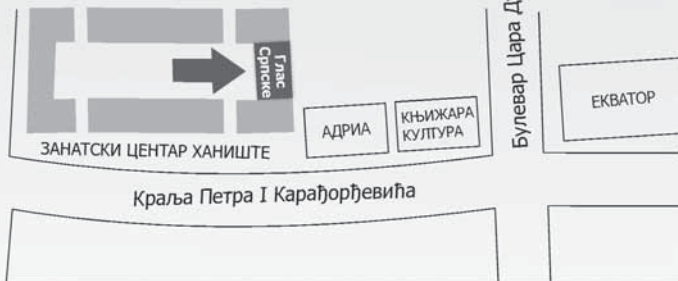 Глас
Српске
ЗАНАТСКИ ЦЕНТАР ХАНИШТЕ
АДРИА
КЊИЖАРА
КУЛТУРА
Булевар Цара Д
ЕКВАТОР
Краља Петра I Карађорђевића